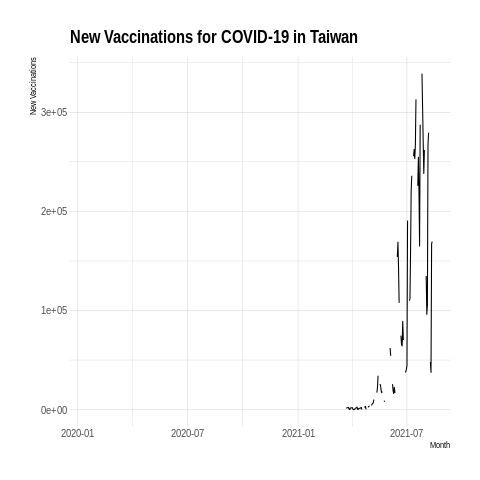 New Vaccinations for COVID-19 in Taiwan
New Vaccinations
3e+05
2e+05
1e+05
0e+00
2020-01 2020-07 2021-01 2021-07
Month